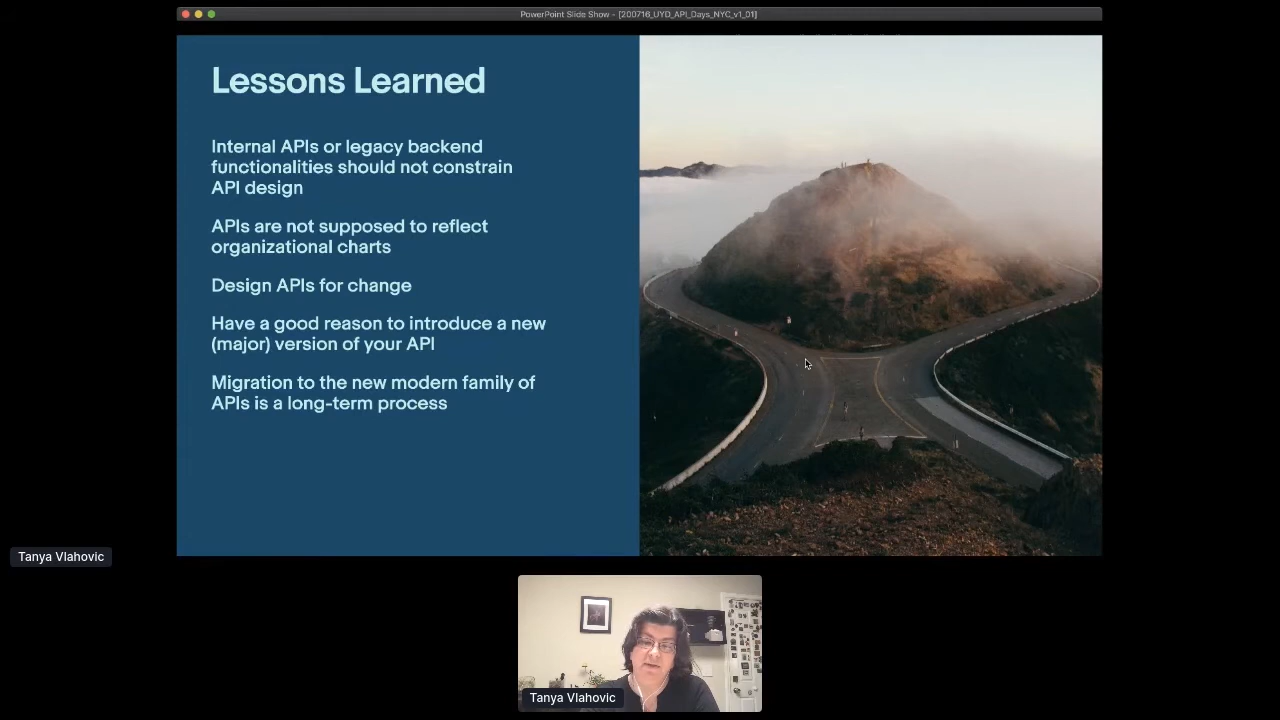 PowerPoint Slide Show - [200716_UYD_API_Days_NYC_v1_01]
Lessons Learned
Internal APIs or legacy backend
functionalities should not constrain
API design
APIs are not supposed to reflect
organizational charts
Design APIs for change
Have a good reason to introduce a new
(major) version of your API
Migration to the new modern family of
APIs is a long-term process
Tanya Vlahovic
Tanya Vlahovic